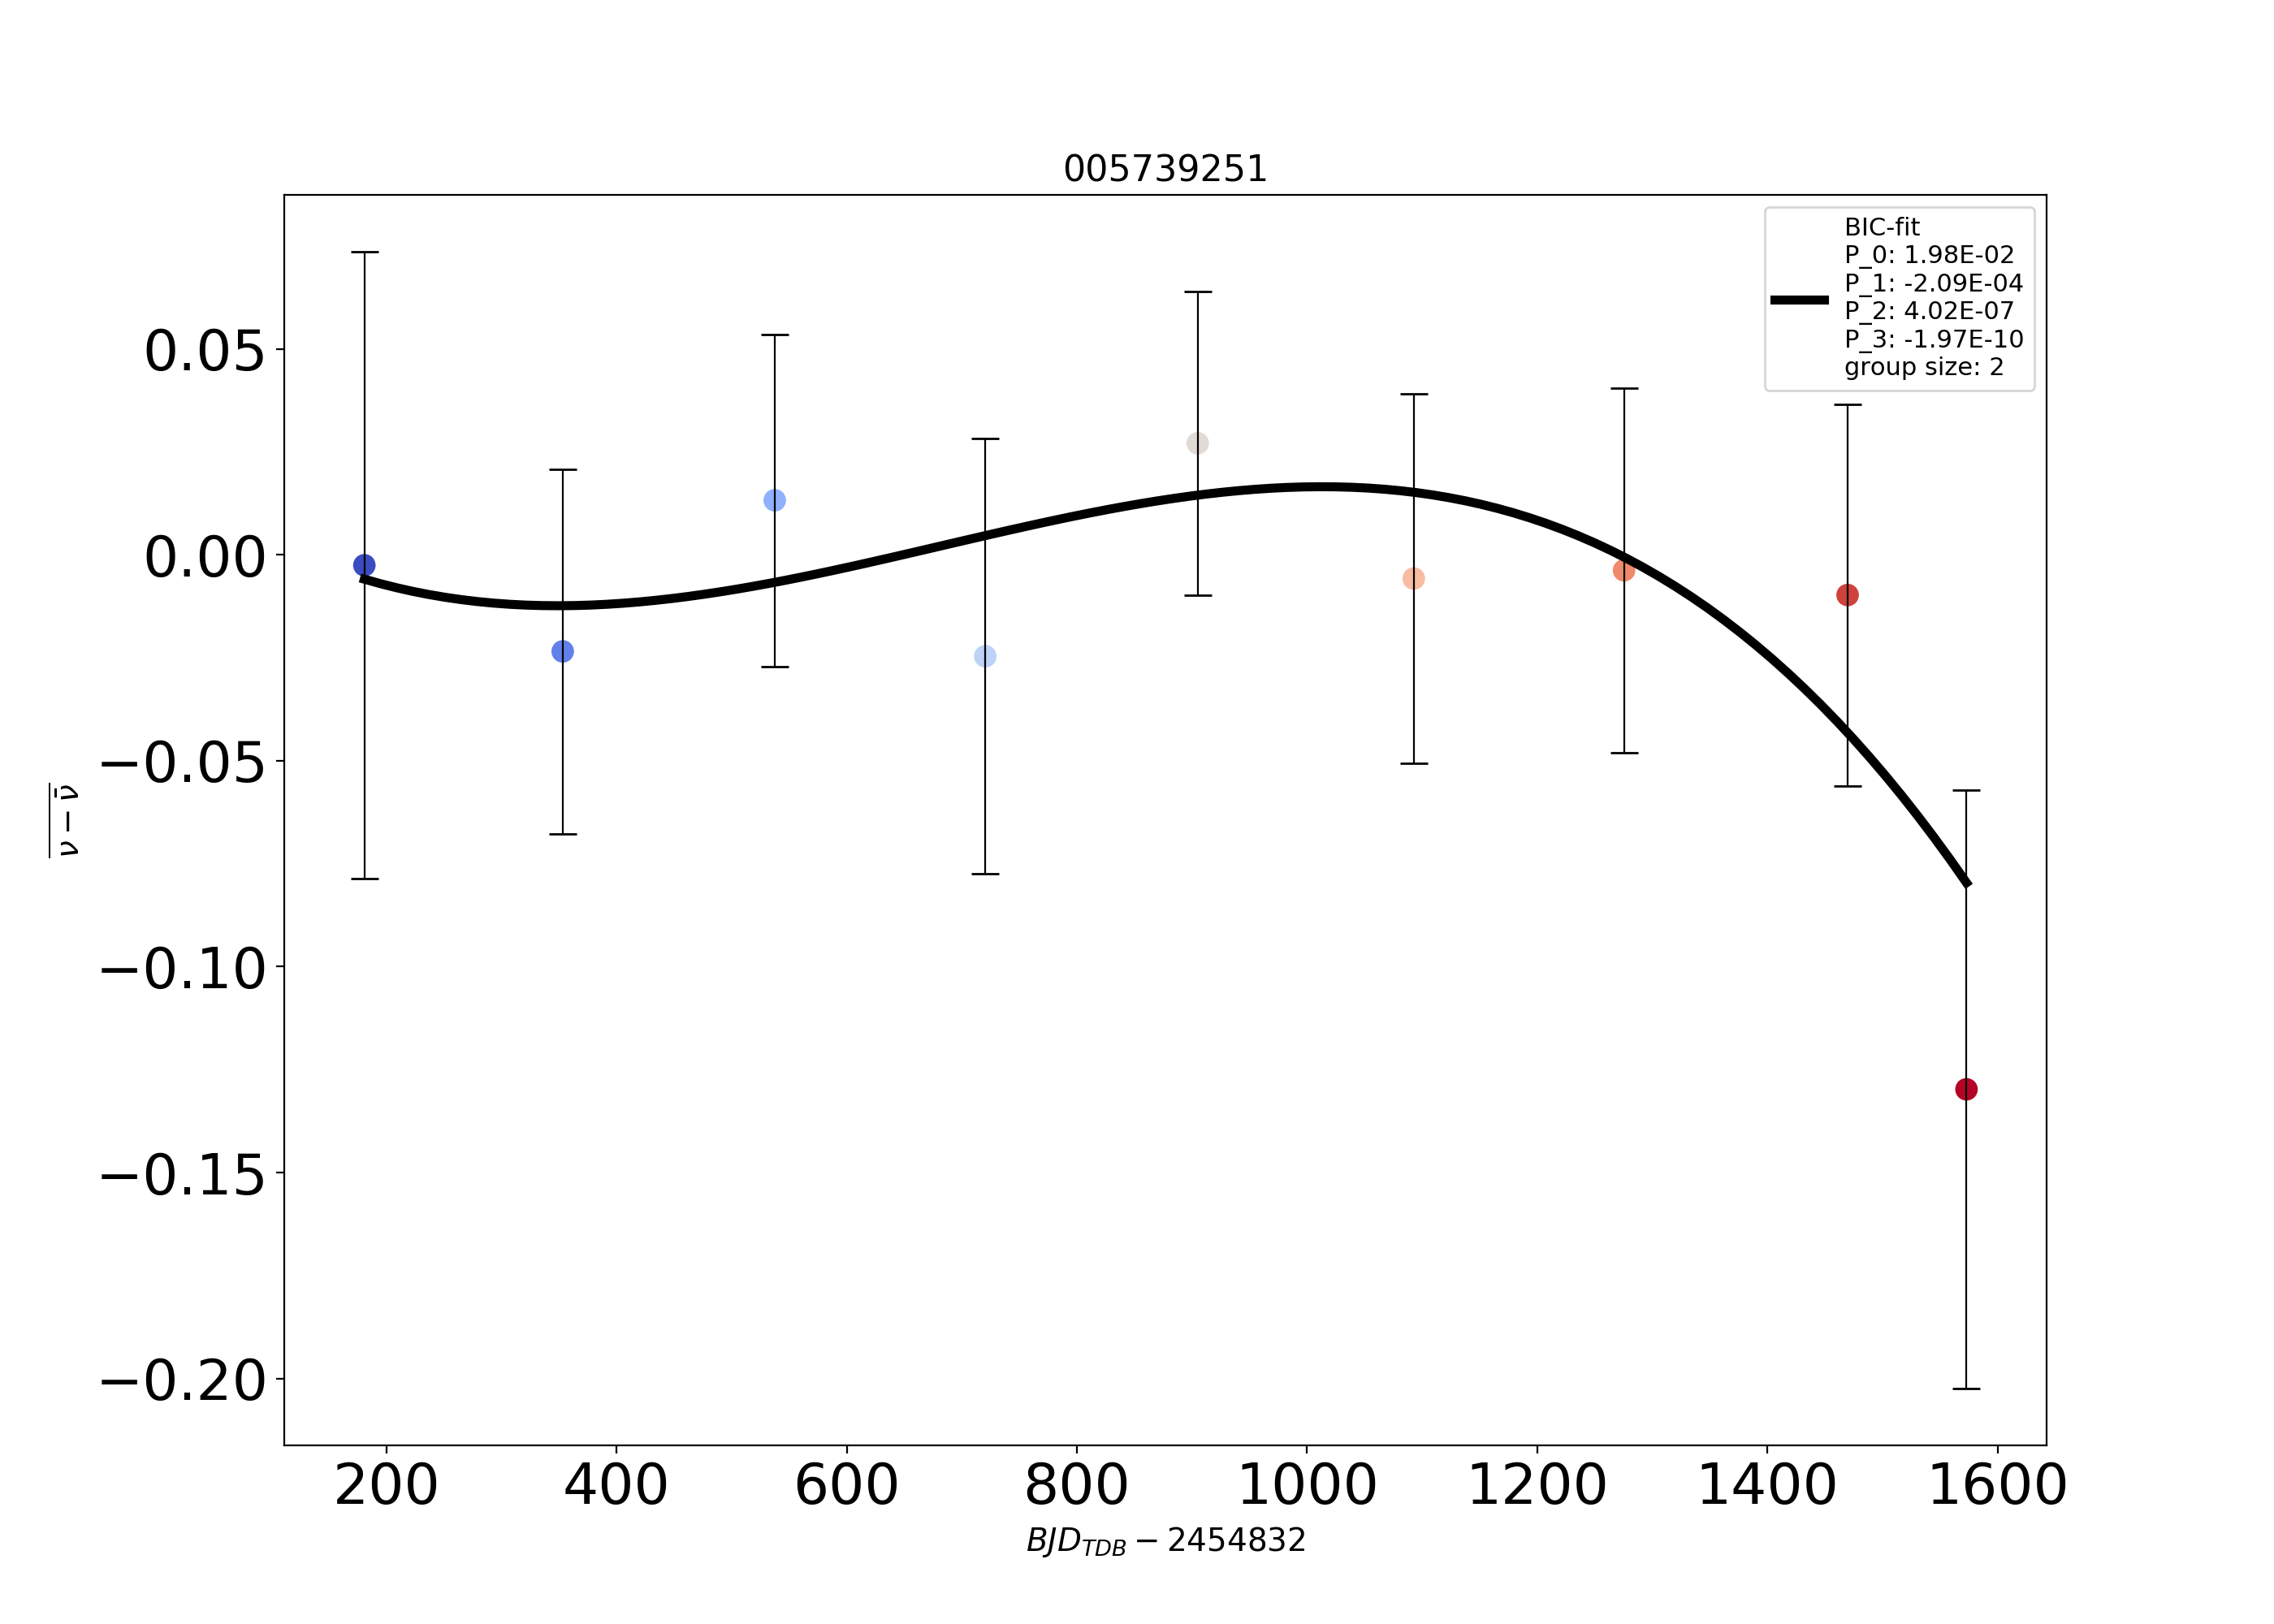 005739251
BIC-fit
P_0: 1.98E-02
P_1: -2.09E-04
P_2: 4.02E-07
P_3: -1.97E-10
group size: 2
0.05
0.00
−0.05
−0.10
−0.15
−0.20
ν − ν̄
200 400 600 800 1000 1200 1400 1600
BJD_TDB − 2454832